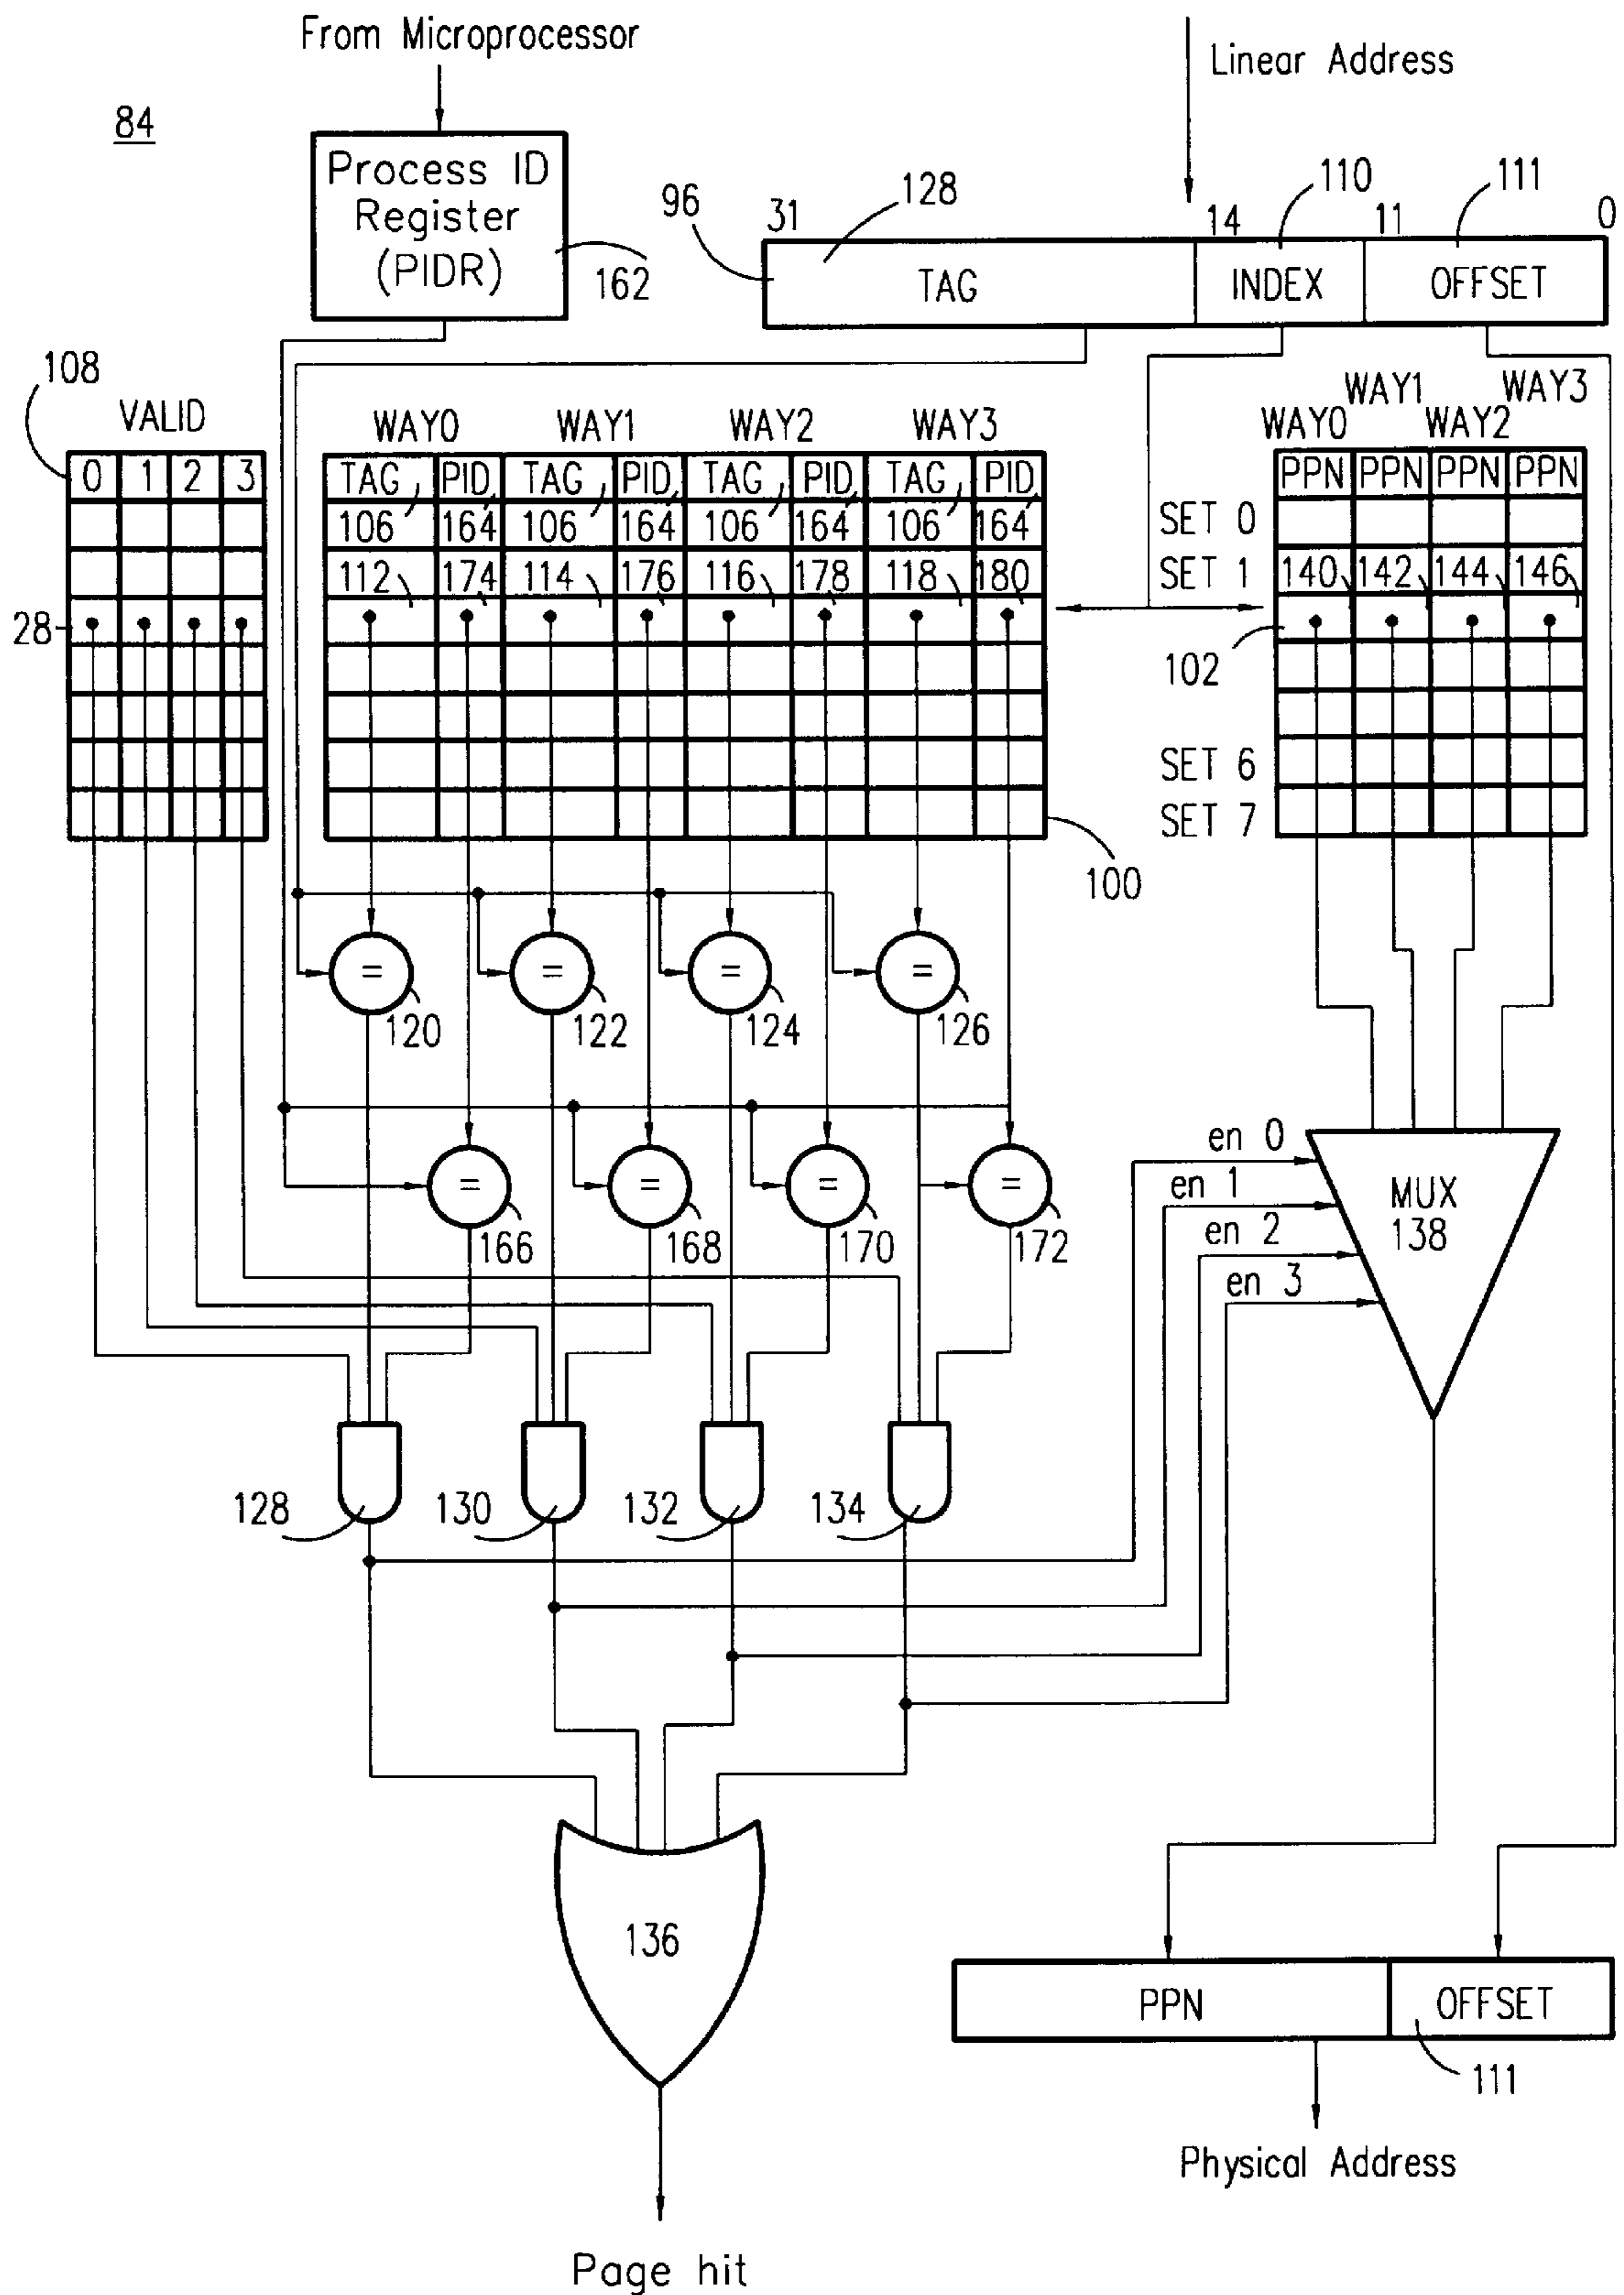 From Microprocessor
Linear Address
84
Process ID
Register
(PIDR)
162
96
31
128
14
110
11
111
0
TAG
INDEX
OFFSET
108
VALID
0 1 2 3
28
WAY0 WAY1 WAY2 WAY3
TAG PID TAG PID TAG PID TAG PID
106 164 106 164 106 164 106 164
112 174 114 176 116 178 118 180
100
WAY0 WAY1 WAY2 WAY3
PPN PPN PPN PPN
SET 0
SET 1
140 142 144 146
102
SET 6
SET 7
= = = =
120 122 124 126
= = = =
166 168 170 172
en 0
en 1
en 2
en 3
MUX
138
128 130 132 134
136
PPN
OFFSET
111
Physical Address
Page hit